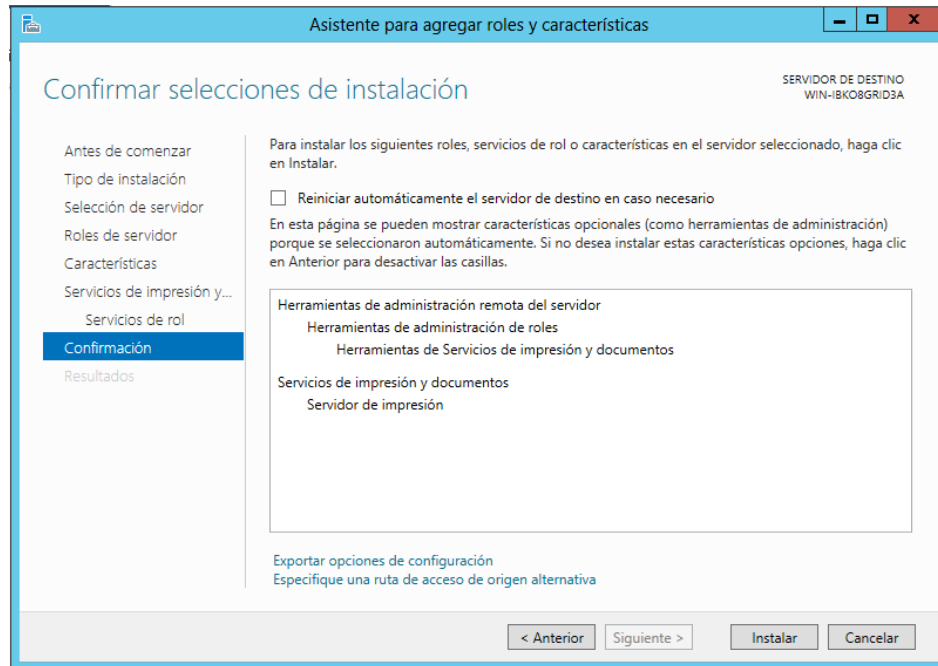 Asistente para agregar roles y características
Confirmar selecciones de instalación
SERVIDOR DE DESTINO
WIN-IBKO8GRID3A
Antes de comenzar
Tipo de instalación
Selección de servidor
Roles de servidor
Características
Servicios de impresión y...
Servicios de rol
Confirmación
Resultados
Para instalar los siguientes roles, servicios de rol o características en el servidor seleccionado, haga clic
en Instalar.
Reiniciar automáticamente el servidor de destino en caso necesario
En esta página se pueden mostrar características opcionales (como herramientas de administración)
porque se seleccionaron automáticamente. Si no desea instalar estas características opciones, haga clic
en Anterior para desactivar las casillas.
Herramientas de administración remota del servidor
Herramientas de administración de roles
Herramientas de Servicios de impresión y documentos
Servicios de impresión y documentos
Servidor de impresión
Exportar opciones de configuración
Especifique una ruta de acceso de origen alternativa
< Anterior
Siguiente >
Instalar
Cancelar